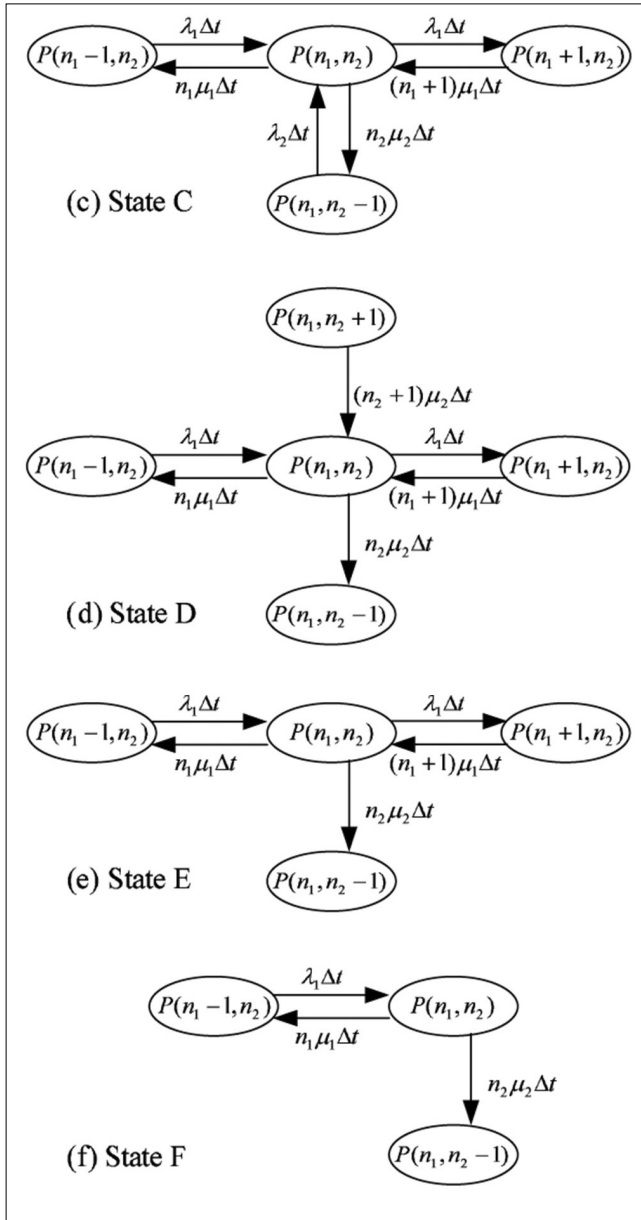 λ₁Δt λ₁Δt
P(n₁−1,n₂) P(n₁,n₂) P(n₁+1,n₂)
n₁μ₁Δt (n₁+1)μ₁Δt
λ₂Δt n₂μ₂Δt
(c) State C P(n₁,n₂−1)
P(n₁,n₂+1)
(n₂+1)μ₂Δt
λ₁Δt λ₁Δt
P(n₁−1,n₂) P(n₁,n₂) P(n₁+1,n₂)
n₁μ₁Δt (n₁+1)μ₁Δt
n₂μ₂Δt
(d) State D P(n₁,n₂−1)
λ₁Δt λ₁Δt
P(n₁−1,n₂) P(n₁,n₂) P(n₁+1,n₂)
n₁μ₁Δt (n₁+1)μ₁Δt
n₂μ₂Δt
(e) State E P(n₁,n₂−1)
λ₁Δt
P(n₁−1,n₂) P(n₁,n₂)
n₁μ₁Δt
n₂μ₂Δt
(f) State F P(n₁,n₂−1)